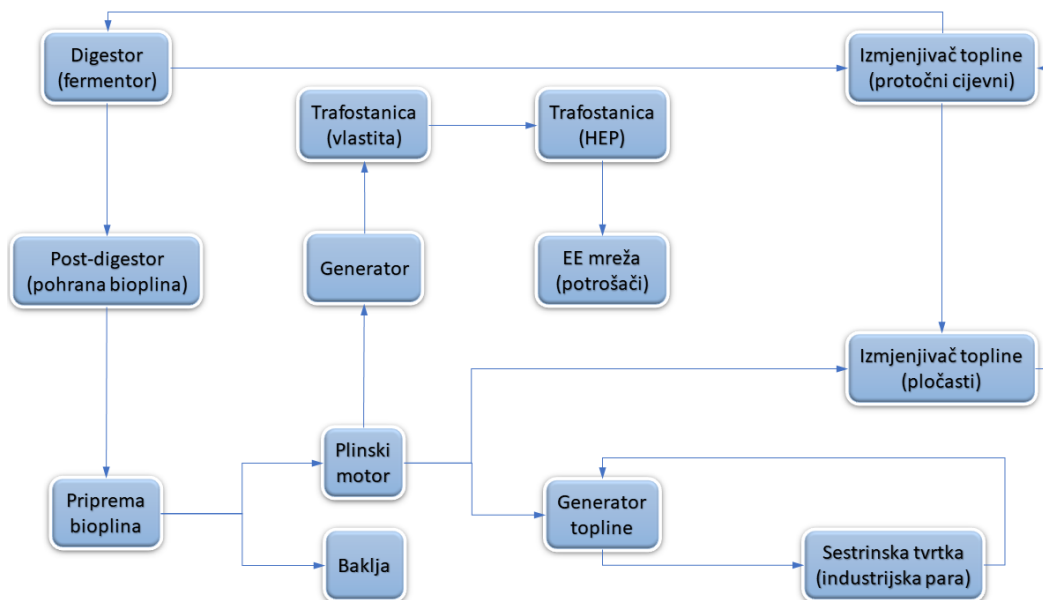 Digestor
(fermentor)
Izmjenjivač topline
(protočni cijevni)
Trafostanica
(vlastita)
Trafostanica
(HEP)
Post-digestor
(pohrana bioplina)
Generator
EE mreža
(potrošači)
Izmjenjivač topline
(pločasti)
Plinski
motor
Priprema
bioplina
Generator
topline
Baklja
Sestrinska tvrtka
(industrijska para)